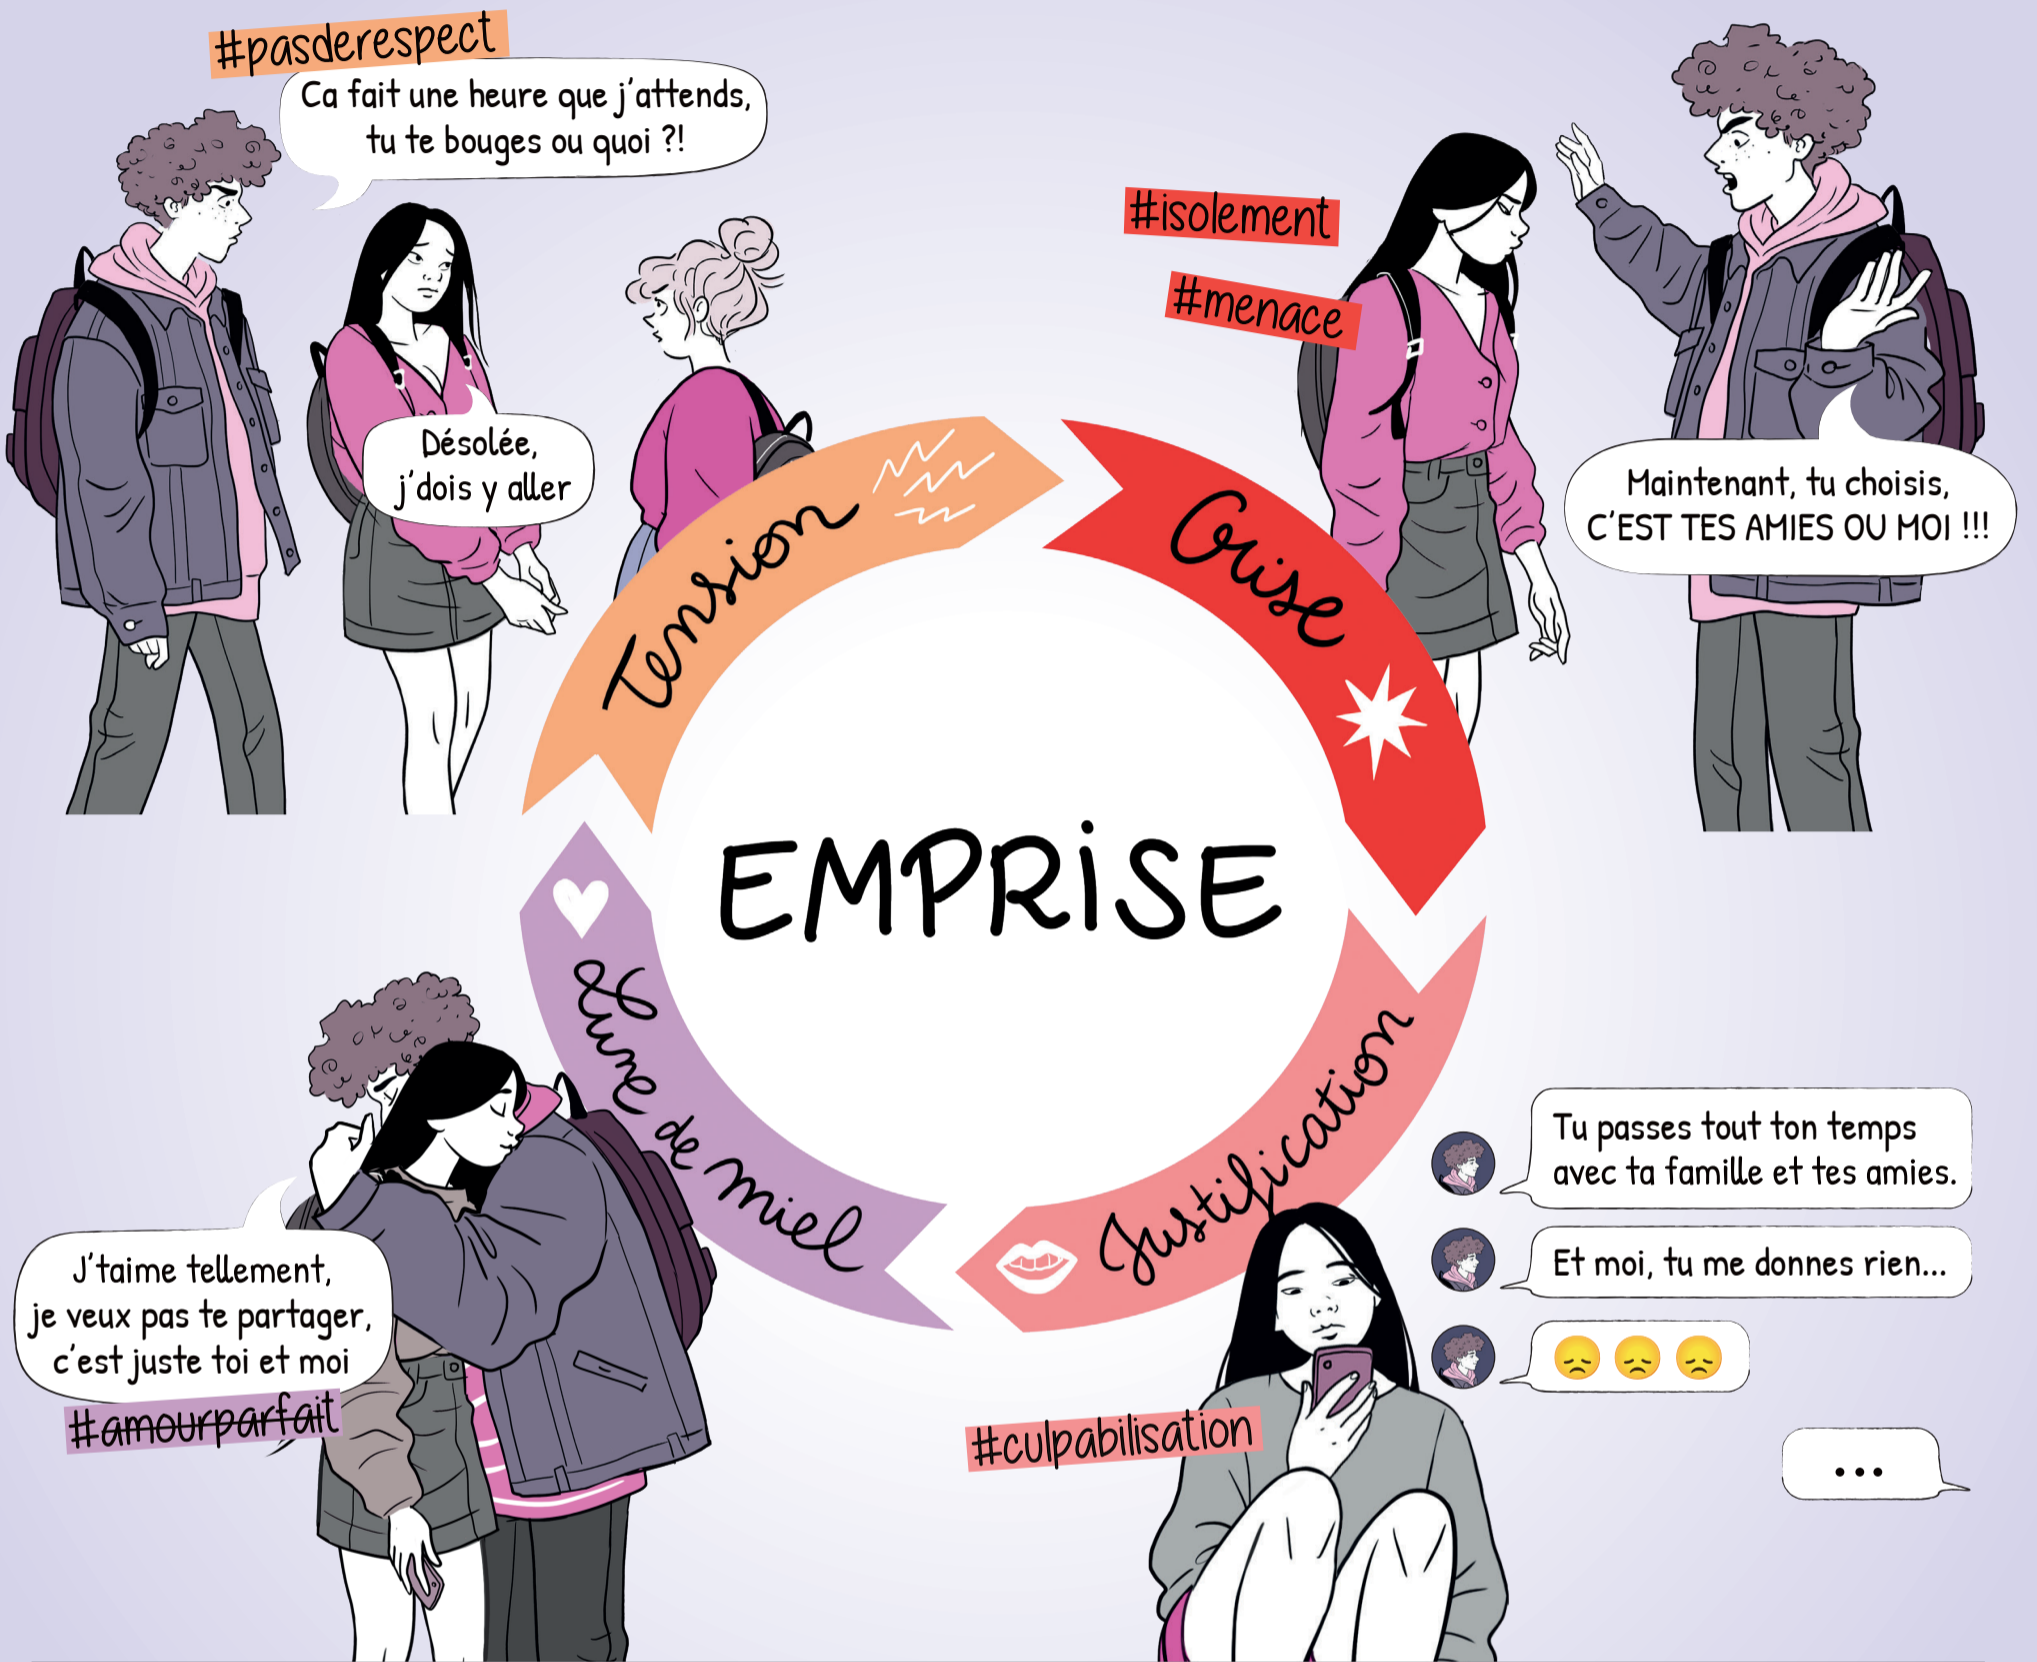 #pasderespect
Ca fait une heure que j'attends,
tu te bouges ou quoi ?!
Désolée,
j'dois y aller
Tension
#isolement
#menace
Crise
Maintenant, tu choisis,
C'EST TES AMIES OU MOI !!!
EMPRISE
Justification
Tu passes tout ton temps
avec ta famille et tes amies.
Et moi, tu me donnes rien...
😞 😞 😞
...
#culpabilisation
Lune de miel
J'taime tellement,
je veux pas te partager,
c'est juste toi et moi
#amourparfait